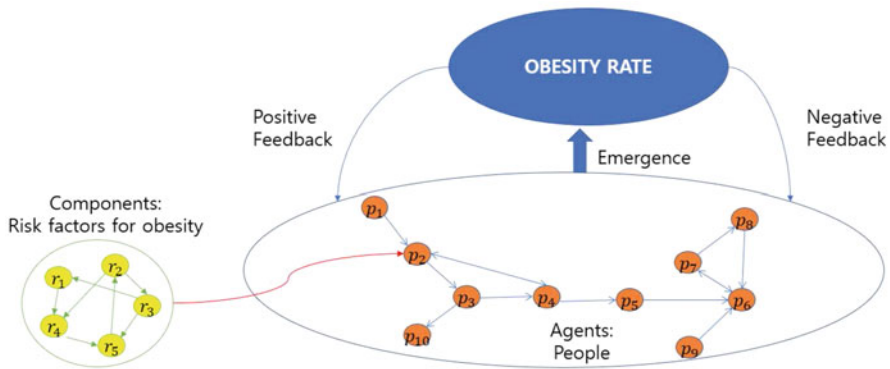 OBESITY RATE
Positive
Feedback
Negative
Feedback
Emergence
Components:
Risk factors for obesity
r1
r2
r3
r4
r5
p1
p2
p3
p4
p5
p6
p7
p8
p9
p10
Agents:
People